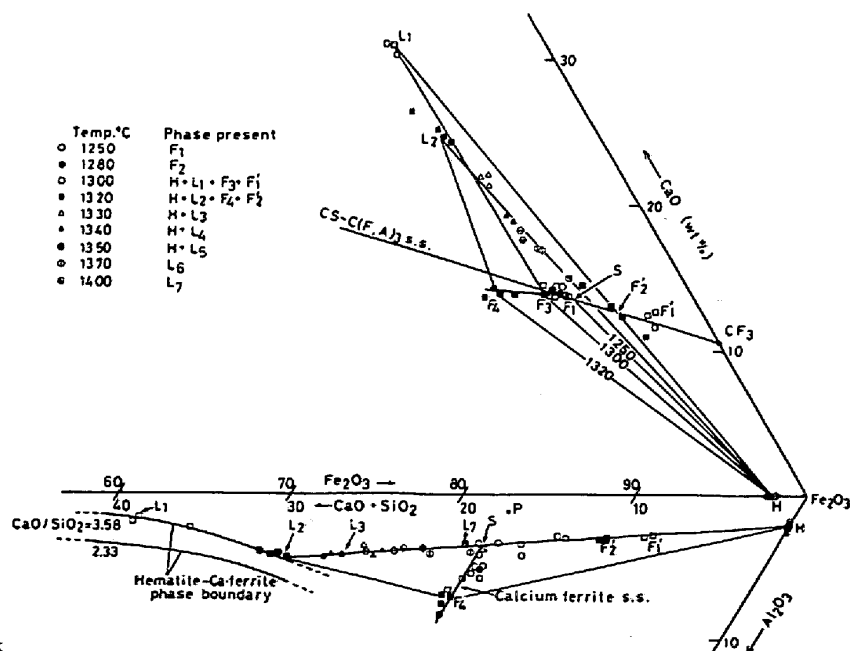 L1
30
Temp.°C Phase present
1250 F1
1280 F2
1300 H+L1+F3+F1'
1320 H+L2+F4+F2'
1330 H+L3
1340 H+L4
1350 H+L5
1370 L6
1400 L7
L2
CaO (wt%)
20
CS-C(F,A)3 s.s.
S
F2'
F1'
F4
F3
F1
CF3
10
1250
1300
1320
60
70
Fe2O3
80
90
H
Fe2O3
40
30
CaO + SiO2
20
P
10
L1
CaO/SiO2=3.58
2.33
L2
L3
L7
S
F2'
F1'
H
Hematite-Ca-ferrite
phase boundary
F4
Calcium ferrite s.s.
Al2O3
10